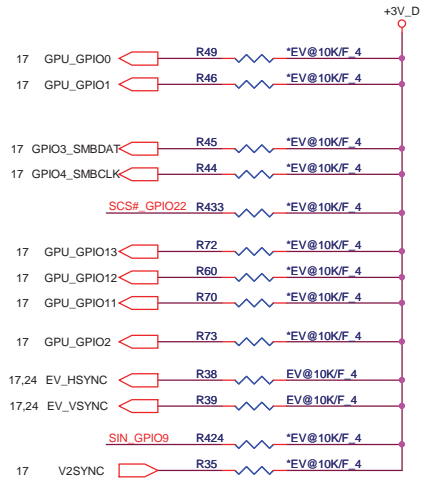 +3V_D
17 GPU_GPIO0 R49 *EV@10K/F_4
17 GPU_GPIO1 R46 *EV@10K/F_4
17 GPIO3_SMBDAT R45 *EV@10K/F_4
17 GPIO4_SMBCLK R44 *EV@10K/F_4
SCS#_GPIO22 R433 *EV@10K/F_4
17 GPU_GPIO13 R72 *EV@10K/F_4
17 GPU_GPIO12 R60 *EV@10K/F_4
17 GPU_GPIO11 R70 *EV@10K/F_4
17 GPU_GPIO2 R73 *EV@10K/F_4
17,24 EV_HSYNC R38 EV@10K/F_4
17,24 EV_VSYNC R39 EV@10K/F_4
SIN_GPIO9 R424 *EV@10K/F_4
17 V2SYNC R35 *EV@10K/F_4